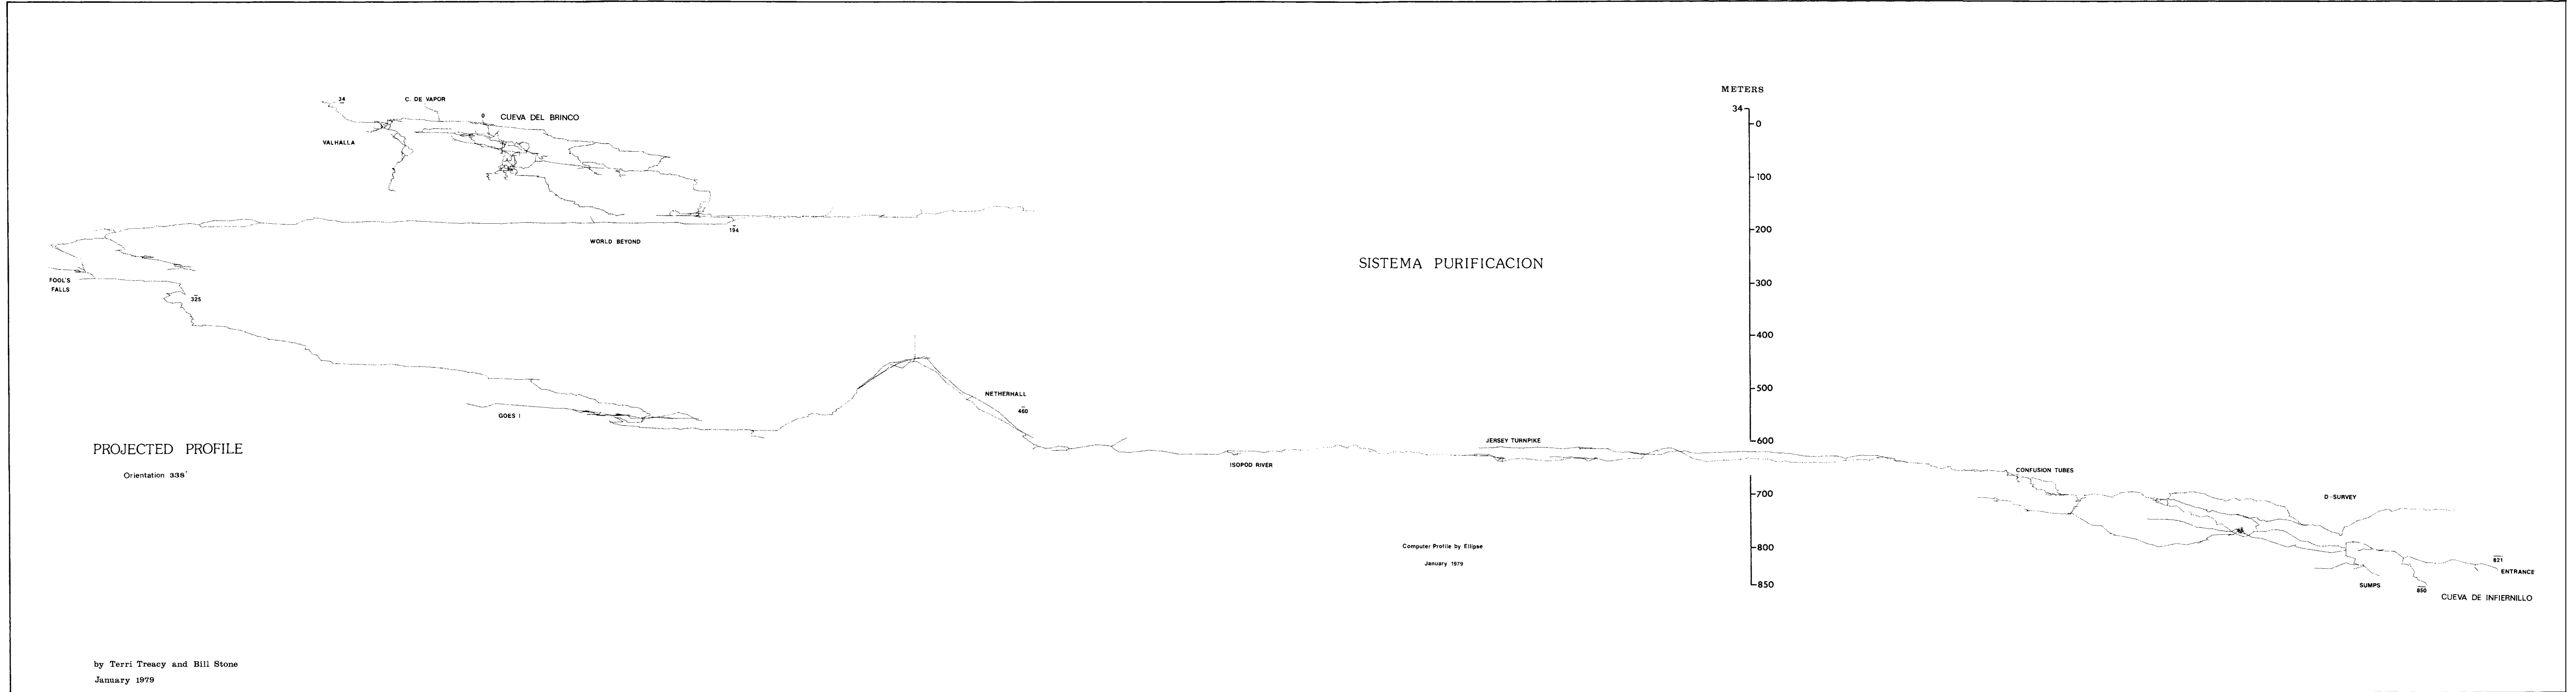 METERS
34
0
100
200
300
400
500
600
700
800
850
34
C. DE VAPOR
0
CUEVA DEL BRINCO
VALHALLA
194
WORLD BEYOND
SISTEMA PURIFICACION
FOOL'S
FALLS
325
NETHERHALL
460
GOES !
PROJECTED PROFILE
Orientation 338°
JERSEY TURNPIKE
ISOPOD RIVER
CONFUSION TUBES
D-SURVEY
Computer Profile by Ellipse
January 1979
821
ENTRANCE
SUMPS
850
CUEVA DE INFIERNILLO
by Terri Treacy and Bill Stone
January 1979